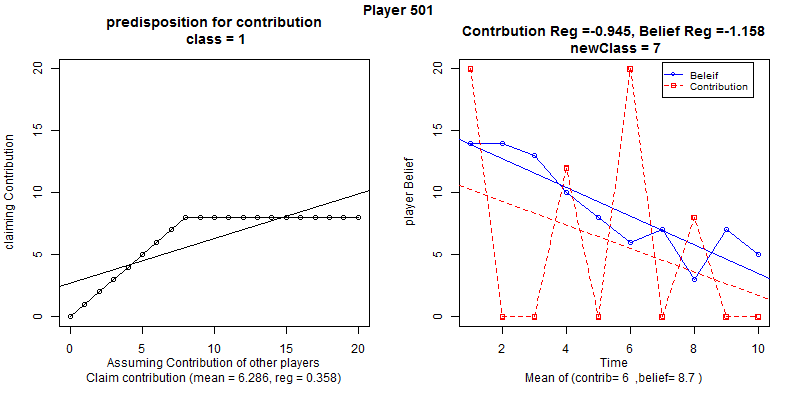 Player 501
predisposition for contribution
class = 1
claiming Contribution
20
15
10
5
0
0 5 10 15 20
Assuming Contribution of other players
Claim contribution (mean = 6.286, reg = 0.358)
Contrbution Reg =-0.945, Belief Reg =-1.158
newClass = 7
player Belief
20
15
10
5
0
Beleif
Contribution
2 4 6 8 10
Time
Mean of (contrib= 6 ,belief= 8.7 )